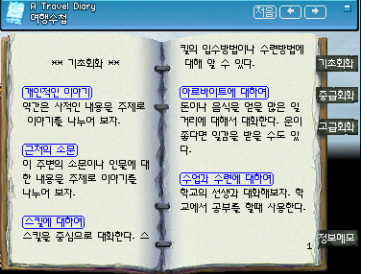 A Travel Diary
여행수첩
처음
※ 기초회화 ※
개인적인 이야기
약간은 사적인 내용을 주제로
이야기를 나누어 보자.
근처의 소문
이 주변의 소문이나 인물에 대
한 내용을 주제로 이야기를
나누어 보자.
스킬에 대하여
스킬을 중심으로 대화한다. 스
킬의 입수방법이나 수련방법에
대해 알 수 있다.
아르바이트에 대하여
돈이나 음식을 얻을 많은 일
거리에 대해서 대화한다. 운이
좋다면 일감을 받을 수도 있
다.
수업과 수련에 대하여
학교의 선생과 대화해보자. 학
교에서 공부를 할때 사용한다.
1
기초회화
중급회화
고급회화
정보메모